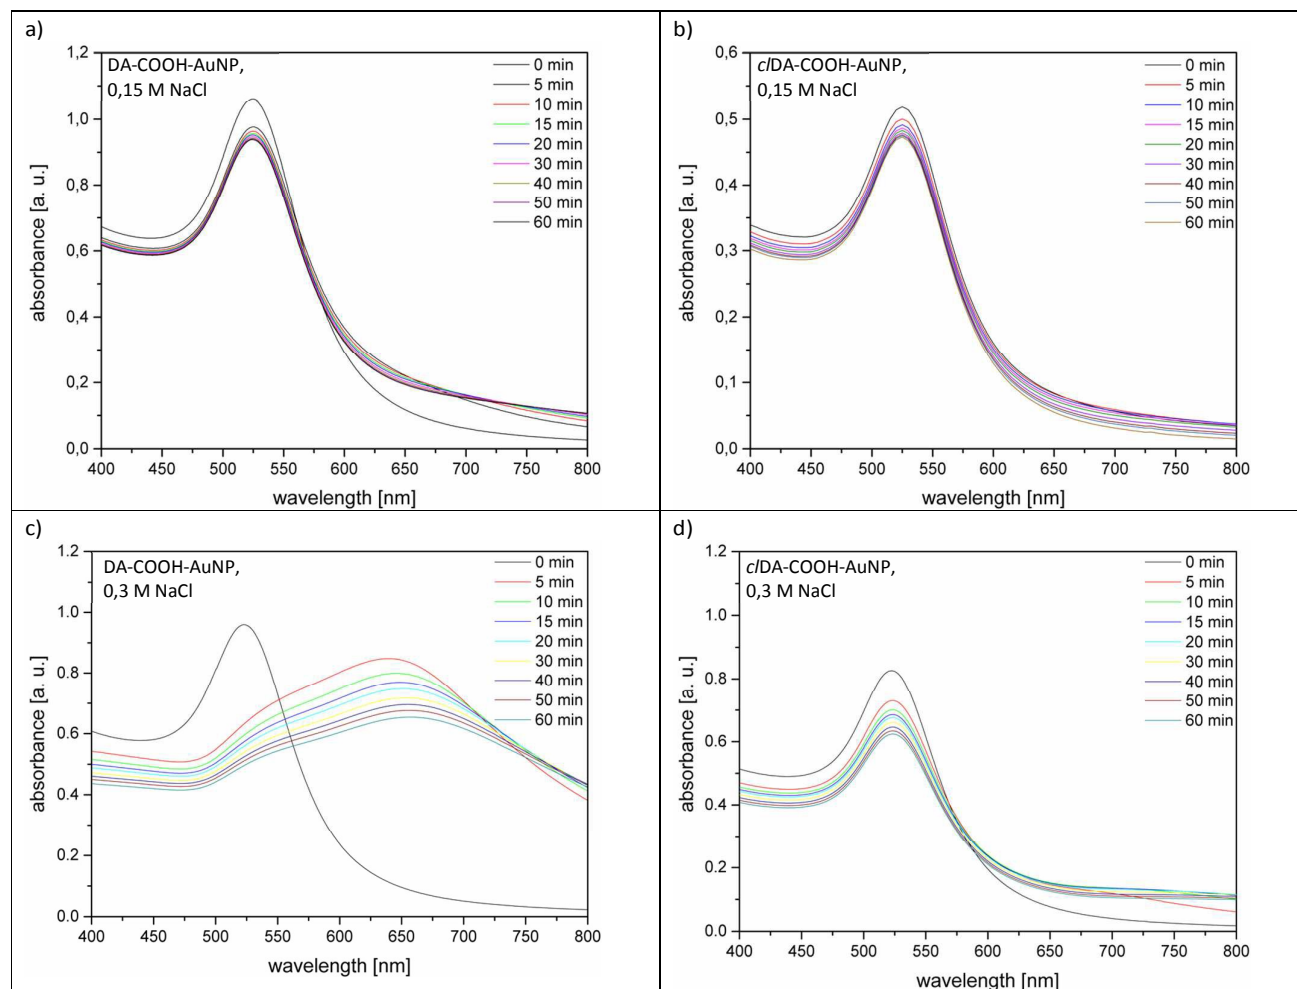 a)
DA-COOH-AuNP,
0,15 M NaCl
0 min
5 min
10 min
15 min
20 min
30 min
40 min
50 min
60 min
1,2
1,0
0,8
0,6
0,4
0,2
0,0
absorbance [a. u.]
400 450 500 550 600 650 700 750 800
wavelength [nm]
b)
clDA-COOH-AuNP,
0,15 M NaCl
0 min
5 min
10 min
15 min
20 min
30 min
40 min
50 min
60 min
0,6
0,5
0,4
0,3
0,2
0,1
0,0
absorbance [a. u.]
400 450 500 550 600 650 700 750 800
wavelength [nm]
c)
DA-COOH-AuNP,
0,3 M NaCl
0 min
5 min
10 min
15 min
20 min
30 min
40 min
50 min
60 min
1.2
1.0
0.8
0.6
0.4
0.2
0.0
absorbance [a. u.]
400 450 500 550 600 650 700 750 800
wavelength [nm]
d)
clDA-COOH-AuNP,
0,3 M NaCl
0 min
5 min
10 min
15 min
20 min
30 min
40 min
50 min
60 min
1.2
1.0
0.8
0.6
0.4
0.2
0.0
absorbance [a. u.]
400 450 500 550 600 650 700 750 800
wavelength [nm]